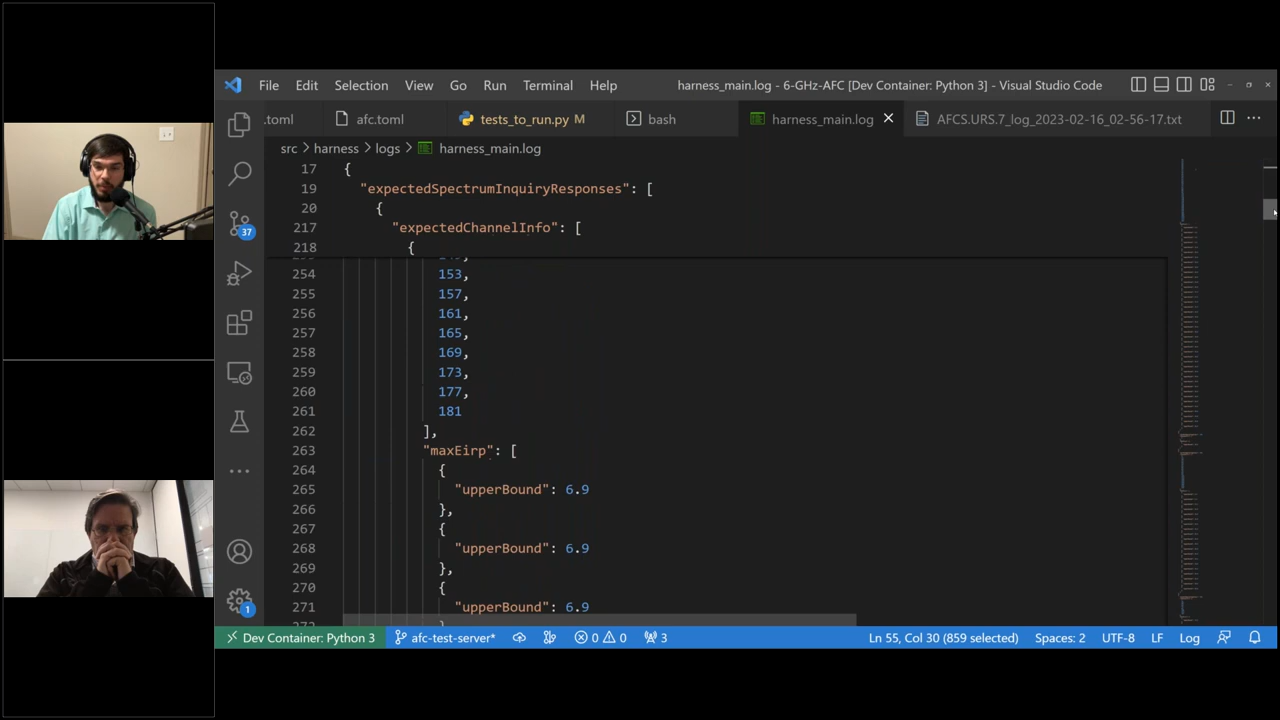 File Edit Selection View Go Run Terminal Help
harness_main.log - 6-GHz-AFC [Dev Container: Python 3] - Visual Studio Code
.toml afc.toml tests_to_run.py M bash harness_main.log AFCS.URS.7_log_2023-02-16_02-56-17.txt
src > harness > logs > harness_main.log
17 {
19 "expectedSpectrumInquiryResponses": [
20 {
217 "expectedChannelInfo": [
218 {
254 153,
255 157,
256 161,
257 165,
258 169,
259 173,
260 177,
261 181
262 ],
263 "maxEirp": [
264 {
265 "upperBound": 6.9
266 },
267 {
268 "upperBound": 6.9
269 },
270 {
271 "upperBound": 6.9
37
1
Dev Container: Python 3 afc-test-server* 0 0 3 Ln 55, Col 30 (859 selected) Spaces: 2 UTF-8 LF Log